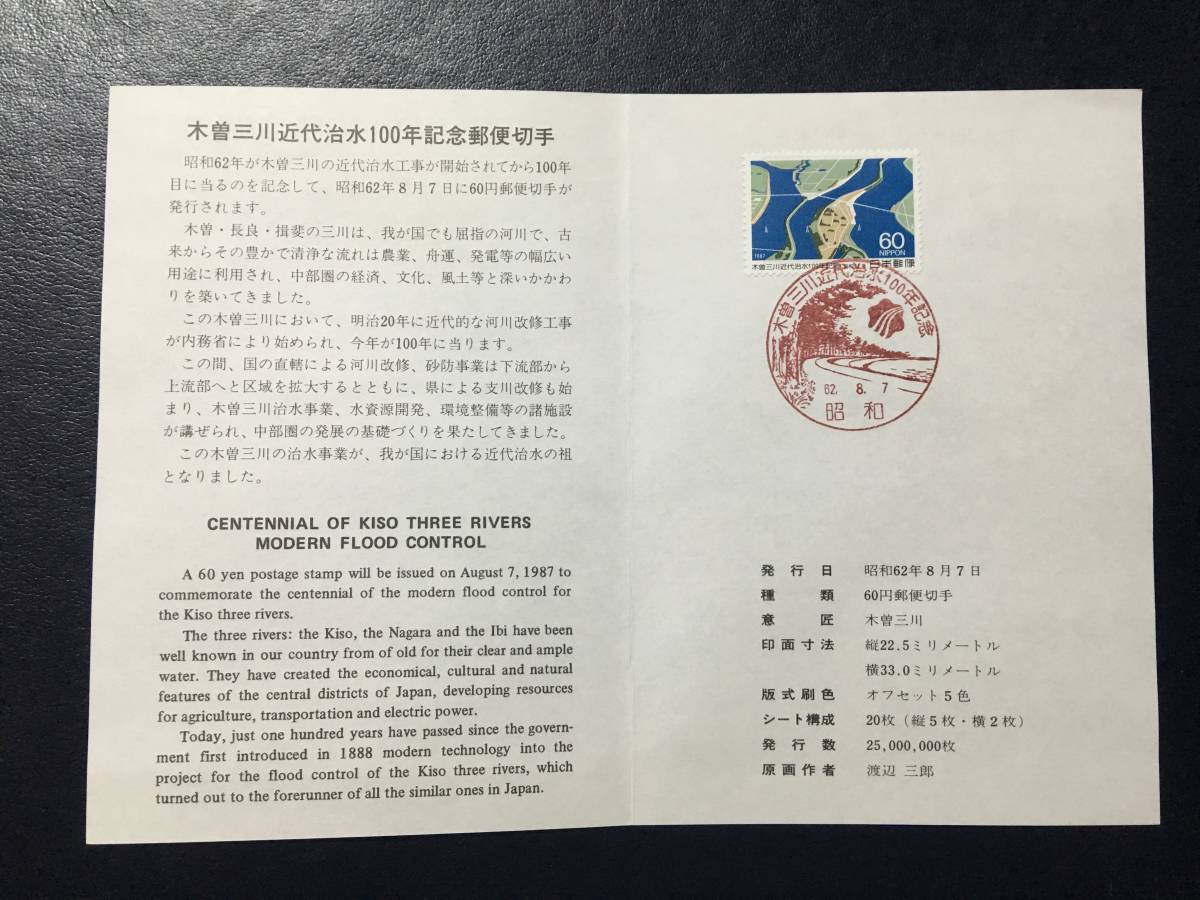 木曽三川近代治水100年記念郵便切手
昭和62年が木曽三川の近代治水工事が開始されてから100年
目に当るのを記念して、昭和62年8月7日に60円郵便切手が
発行されます。
木曽・長良・揖斐の三川は、我が国でも屈指の河川で、古
来からその豊かで清浄な流れは農業、舟運、発電等の幅広い
用途に利用され、中部圏の経済、文化、風土等と深いかかわ
りを築いてきました。
この木曽三川において、明治20年に近代的な河川改修工事
が内務省により始められ、今年が100年に当ります。
この間、国の直轄による河川改修、砂防事業は下流部から
上流部へと区域を拡大するとともに、県による支川改修も始
まり、木曽三川治水事業、水資源開発、環境整備等の諸施設
が講ぜられ、中部圏の発展の基礎づくりを果たしてきました。
この木曽三川の治水事業が、我が国における近代治水の祖
となりました。
CENTENNIAL OF KISO THREE RIVERS
MODERN FLOOD CONTROL
A 60 yen postage stamp will be issued on August 7, 1987 to
commemorate the centennial of the modern flood control for
the Kiso three rivers.
The three rivers: the Kiso, the Nagara and the Ibi have been
well known in our country from of old for their clear and ample
water. They have created the economical, cultural and natural
features of the central districts of Japan, developing resources
for agriculture, transportation and electric power.
Today, just one hundred years have passed since the govern-
ment first introduced in 1888 modern technology into the
project for the flood control of the Kiso three rivers, which
turned out to the forerunner of all the similar ones in Japan.
60
NIPPON
1987
木曽三川近代治水100年記念
日本郵便
木曽三川近代治水100年記念
62. 8. 7
昭和
発行日 昭和62年8月7日
種類 60円郵便切手
意匠 木曽三川
印面寸法 縦22.5ミリメートル
横33.0ミリメートル
版式刷色 オフセット5色
シート構成 20枚(縦5枚・横2枚)
発行数 25,000,000枚
原画作者 渡辺 三郎